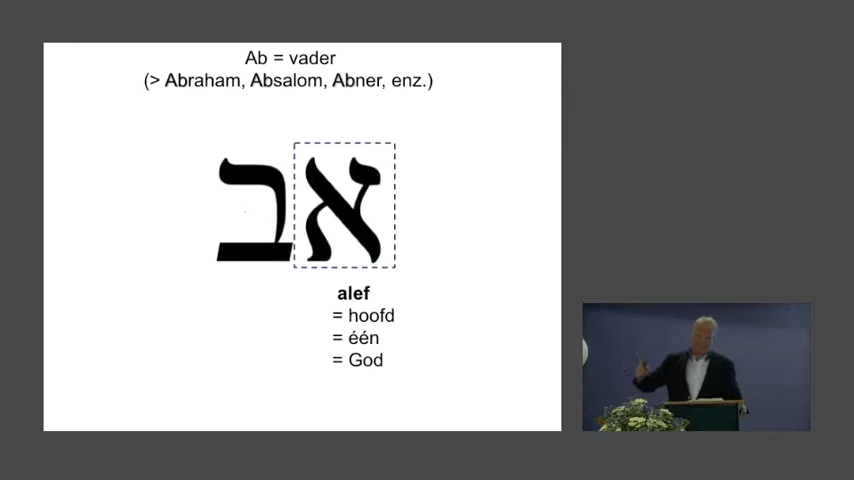 Ab = vader
(> Abraham, Absalom, Abner, enz.)
אב
alef
= hoofd
= één
= God